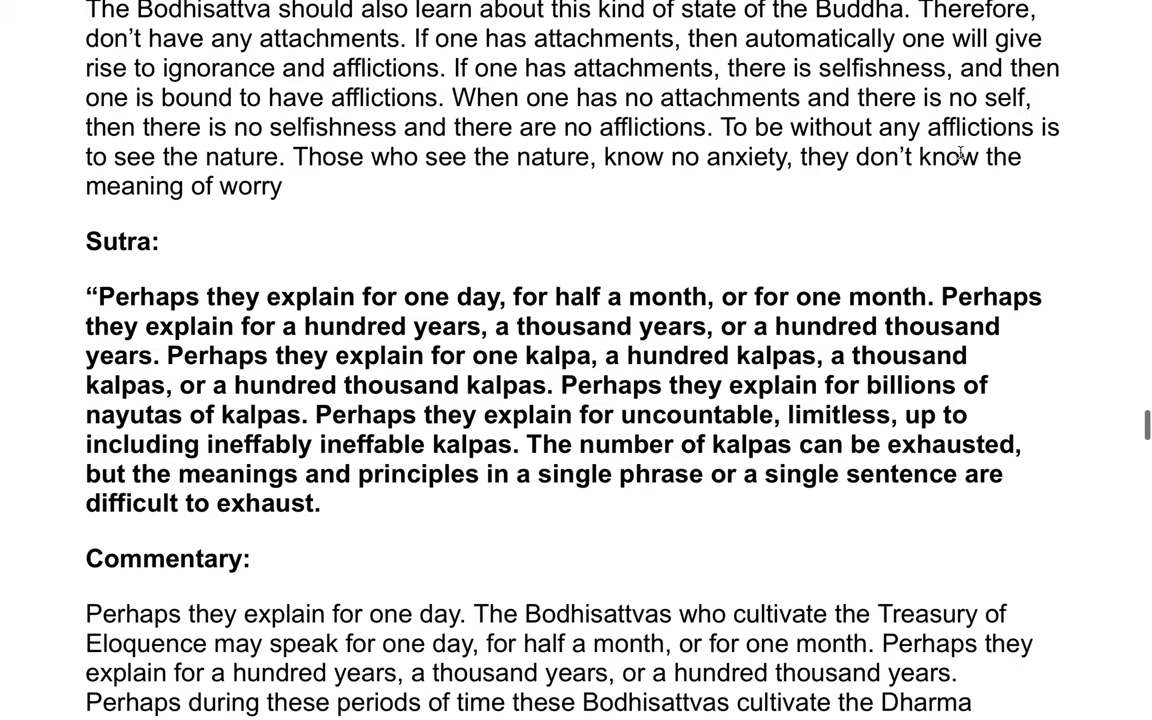 The Bodhisattva should also learn about this kind of state of the Buddha. Therefore,
don’t have any attachments. If one has attachments, then automatically one will give
rise to ignorance and afflictions. If one has attachments, there is selfishness, and then
one is bound to have afflictions. When one has no attachments and there is no self,
then there is no selfishness and there are no afflictions. To be without any afflictions is
to see the nature. Those who see the nature, know no anxiety, they don’t know the
meaning of worry
Sutra:
“Perhaps they explain for one day, for half a month, or for one month. Perhaps
they explain for a hundred years, a thousand years, or a hundred thousand
years. Perhaps they explain for one kalpa, a hundred kalpas, a thousand
kalpas, or a hundred thousand kalpas. Perhaps they explain for billions of
nayutas of kalpas. Perhaps they explain for uncountable, limitless, up to
including ineffably ineffable kalpas. The number of kalpas can be exhausted,
but the meanings and principles in a single phrase or a single sentence are
difficult to exhaust.
Commentary:
Perhaps they explain for one day. The Bodhisattvas who cultivate the Treasury of
Eloquence may speak for one day, for half a month, or for one month. Perhaps they
explain for a hundred years, a thousand years, or a hundred thousand years.
Perhaps during these periods of time these Bodhisattvas cultivate the Dharma